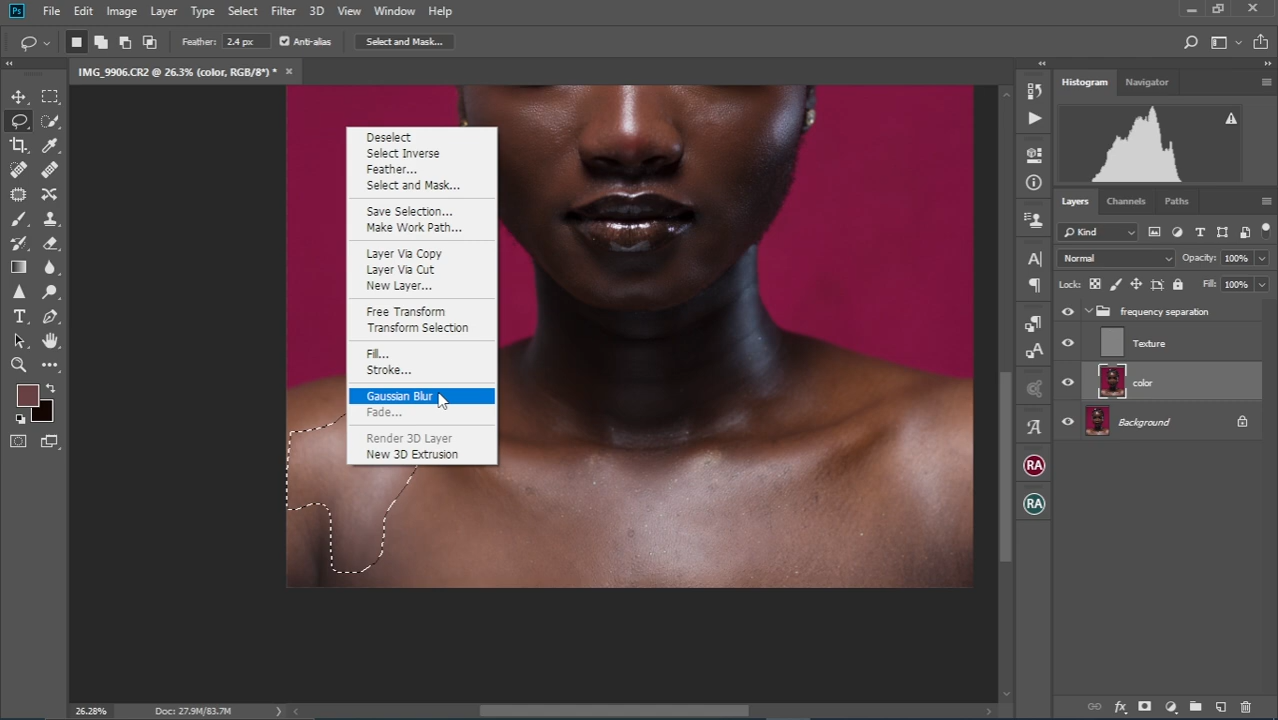 Ps File Edit Image Layer Type Select Filter 3D View Window Help
Feather: 2.4 px Anti-alias Select and Mask...
IMG_9906.CR2 @ 26.3% (color, RGB/8*) * ×
Deselect
Select Inverse
Feather...
Select and Mask...
Save Selection...
Make Work Path...
Layer Via Copy
Layer Via Cut
New Layer...
Free Transform
Transform Selection
Fill...
Stroke...
Gaussian Blur
Fade...
Render 3D Layer
New 3D Extrusion
Histogram Navigator
Layers Channels Paths
Kind
Normal Opacity: 100%
Lock: Fill: 100%
frequency separation
Texture
color
Background
RA
RA
26.28% Doc: 27.9M/83.7M